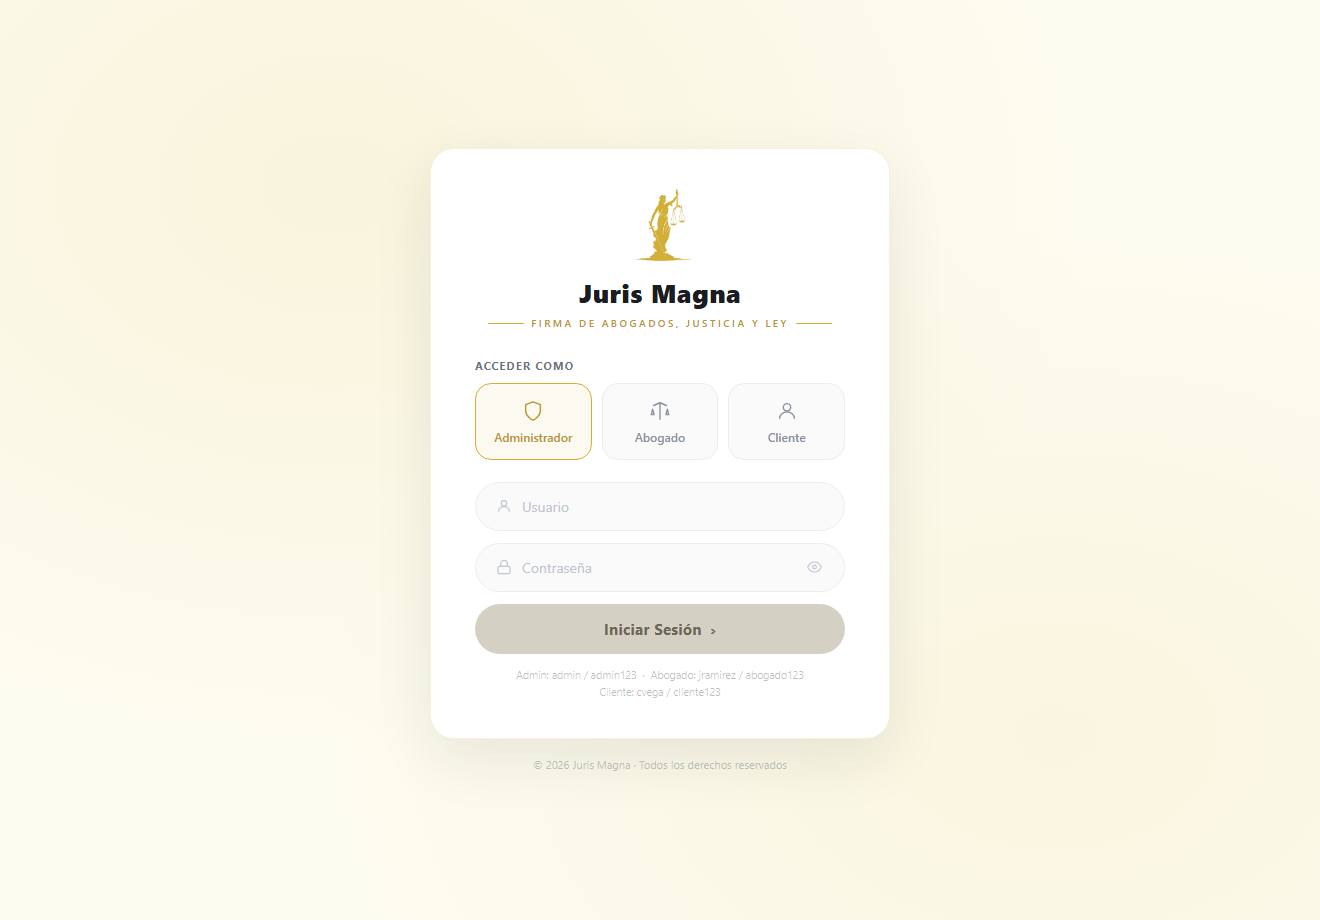 Juris Magna
FIRMA DE ABOGADOS, JUSTICIA Y LEY
ACCEDER COMO
Administrador Abogado Cliente
Usuario
Contraseña
Iniciar Sesión ›
Admin: admin / admin123 · Abogado: jramirez / abogado123
Cliente: cvega / cliente123
© 2026 Juris Magna · Todos los derechos reservados